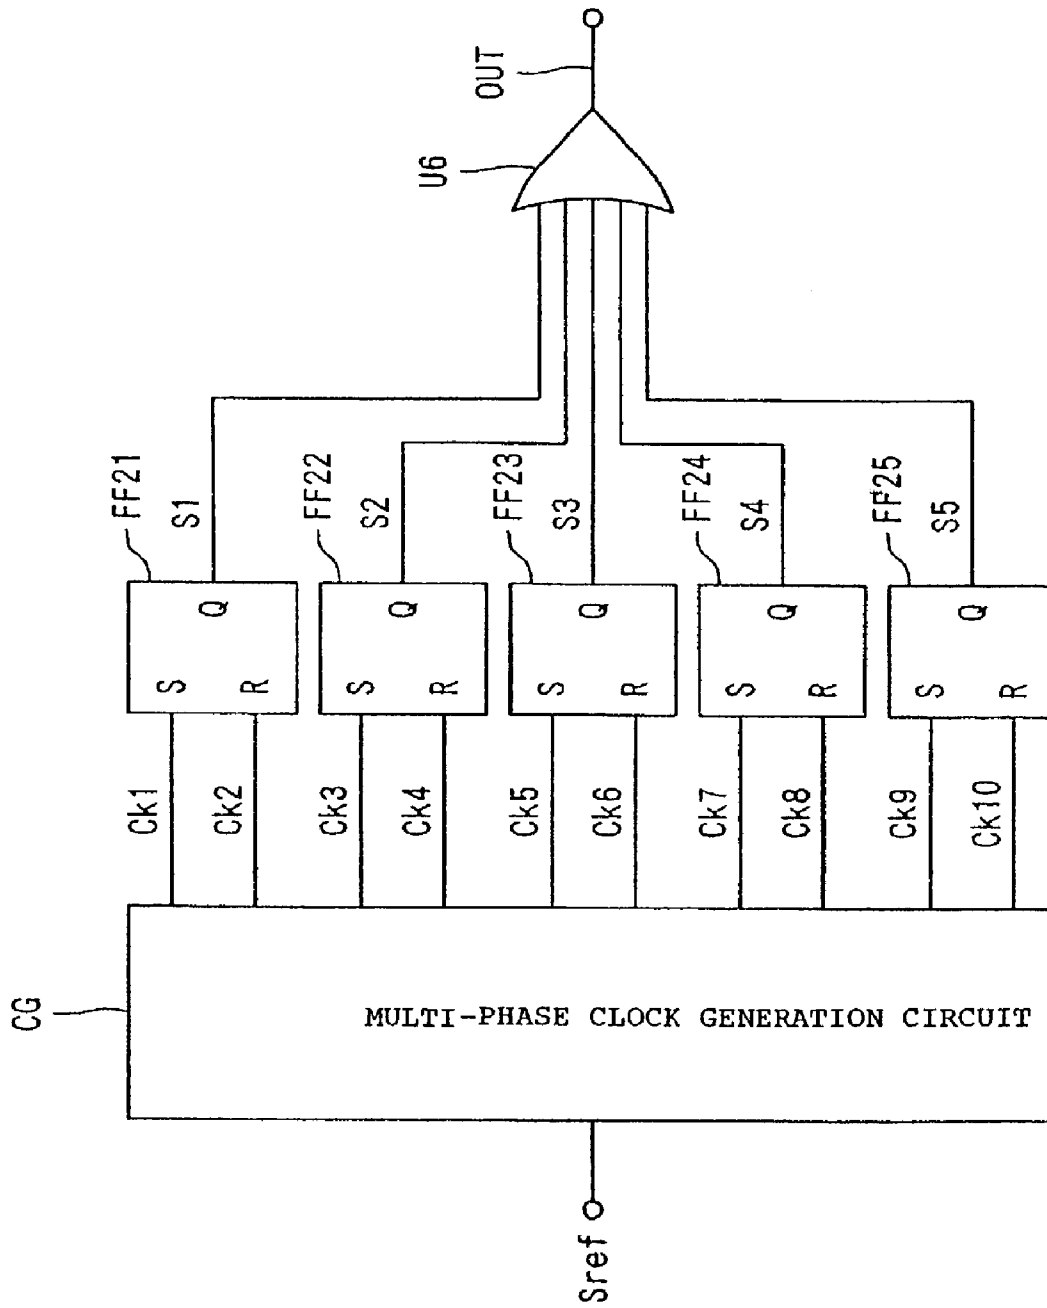 CG
MULTI-PHASE CLOCK GENERATION CIRCUIT
Sref
Ck1
Ck2
Ck3
Ck4
Ck5
Ck6
Ck7
Ck8
Ck9
Ck10
S
R
Q
FF21
S1
S
R
Q
FF22
S2
S
R
Q
FF23
S3
S
R
Q
FF24
S4
S
R
Q
FF25
S5
U6
OUT